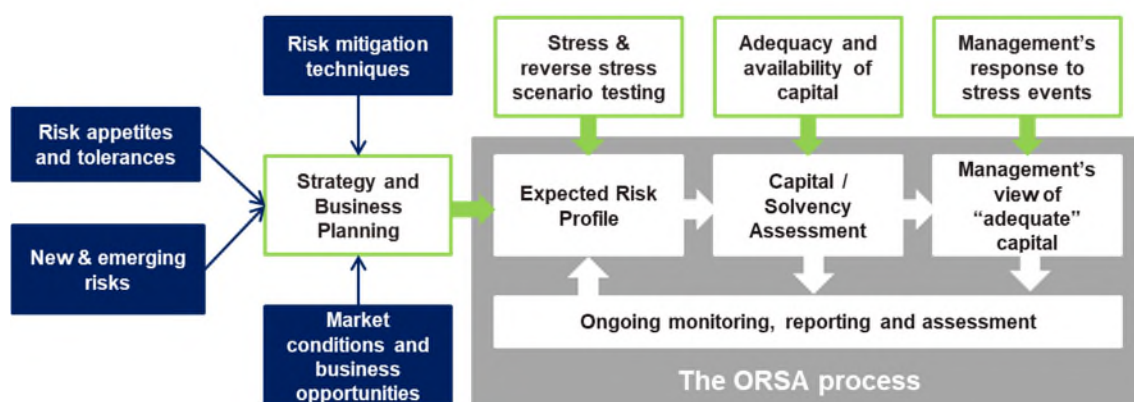 Risk mitigation
techniques
Stress &
reverse stress
scenario testing
Adequacy and
availability of
capital
Management's
response to
stress events
Risk appetites
and tolerances
New & emerging
risks
Strategy and
Business
Planning
Market
conditions and
business
opportunities
Expected Risk
Profile
Capital /
Solvency
Assessment
Management's
view of
“adequate”
capital
Ongoing monitoring, reporting and assessment
The ORSA process